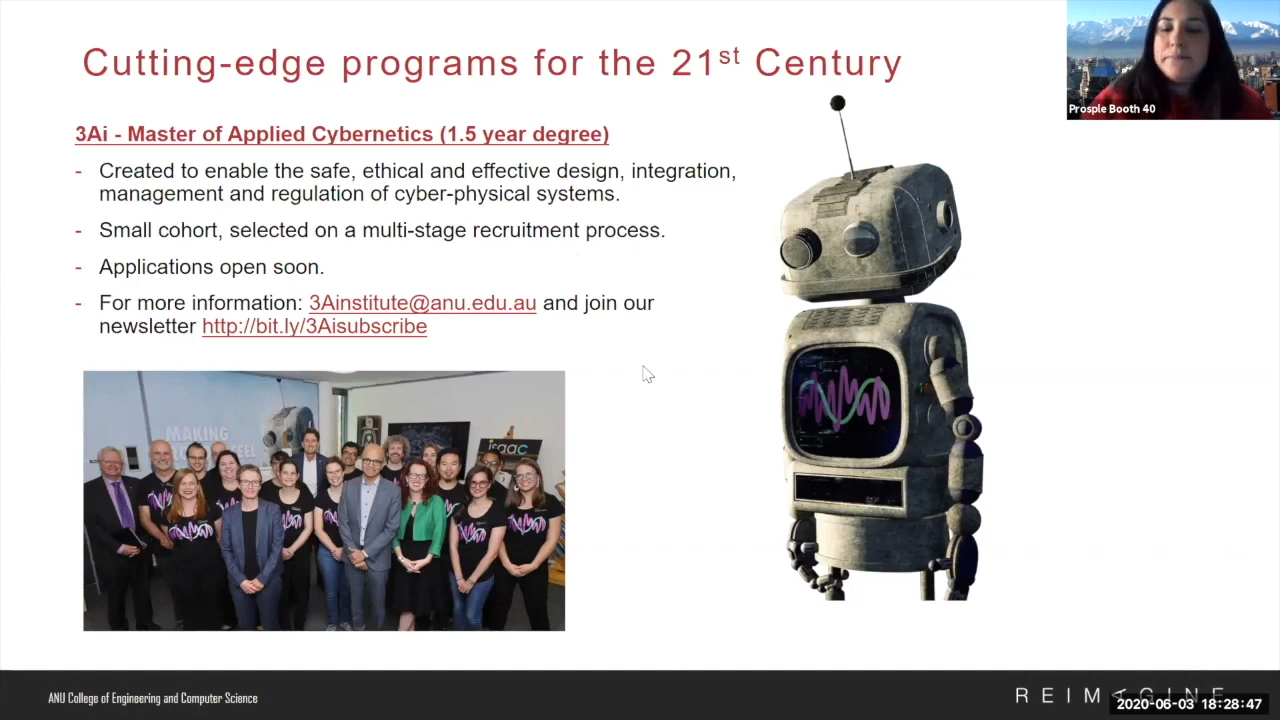 Cutting-edge programs for the 21st Century
Prosple Booth 40
3Ai - Master of Applied Cybernetics (1.5 year degree)
- Created to enable the safe, ethical and effective design, integration,
management and regulation of cyber-physical systems.
- Small cohort, selected on a multi-stage recruitment process.
- Applications open soon.
- For more information: 3Ainstitute@anu.edu.au and join our
newsletter http://bit.ly/3Aisubscribe
MAKING
isaac
ANU College of Engineering and Computer Science
REIMAGINE
2020-06-03 18:28:47